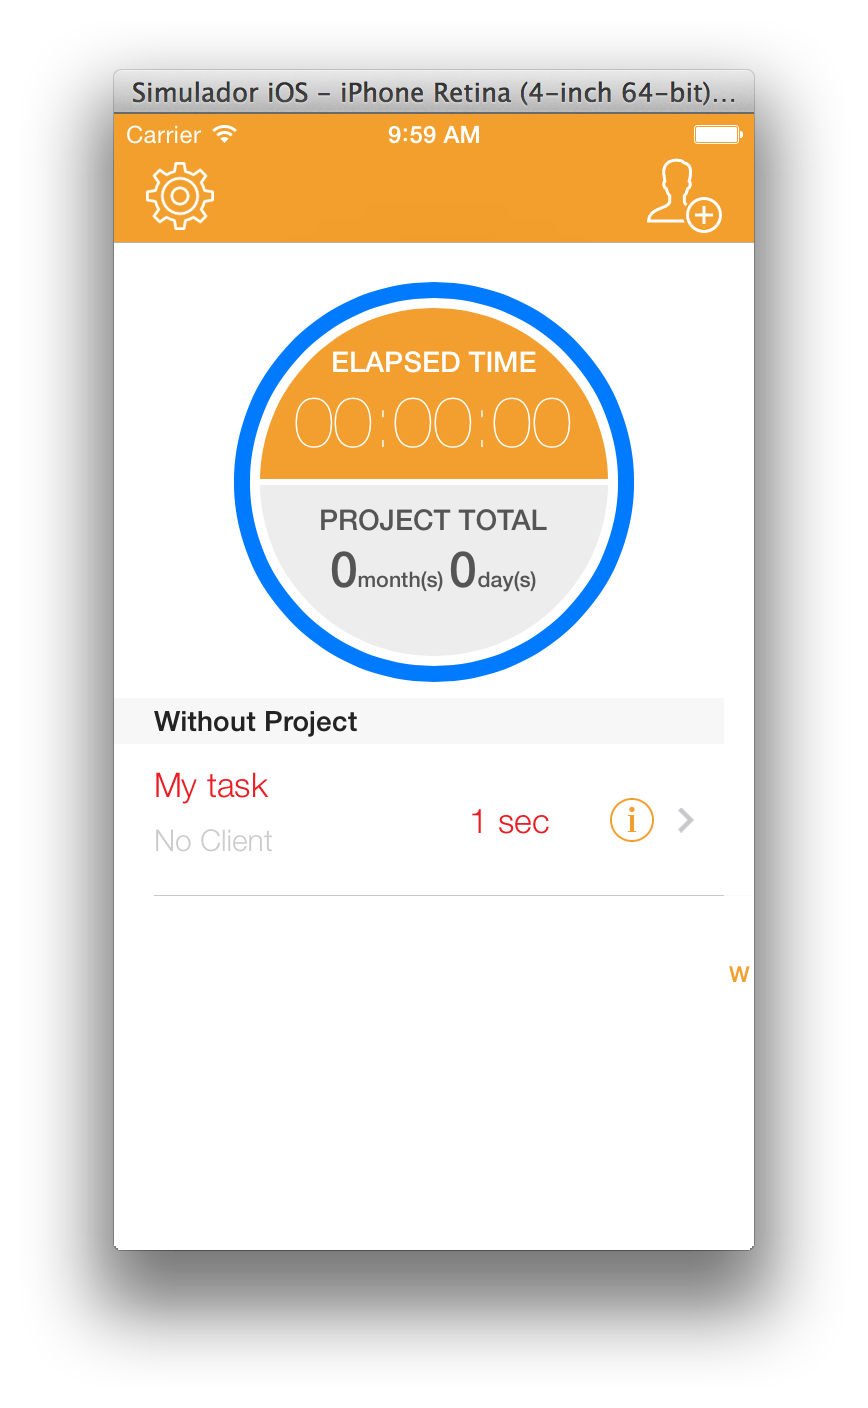 Simulador iOS – iPhone Retina (4-inch 64-bit)...
Carrier 9:59 AM
ELAPSED TIME
00:00:00
PROJECT TOTAL
0month(s) 0day(s)
Without Project
My task
1 sec
i
No Client
W